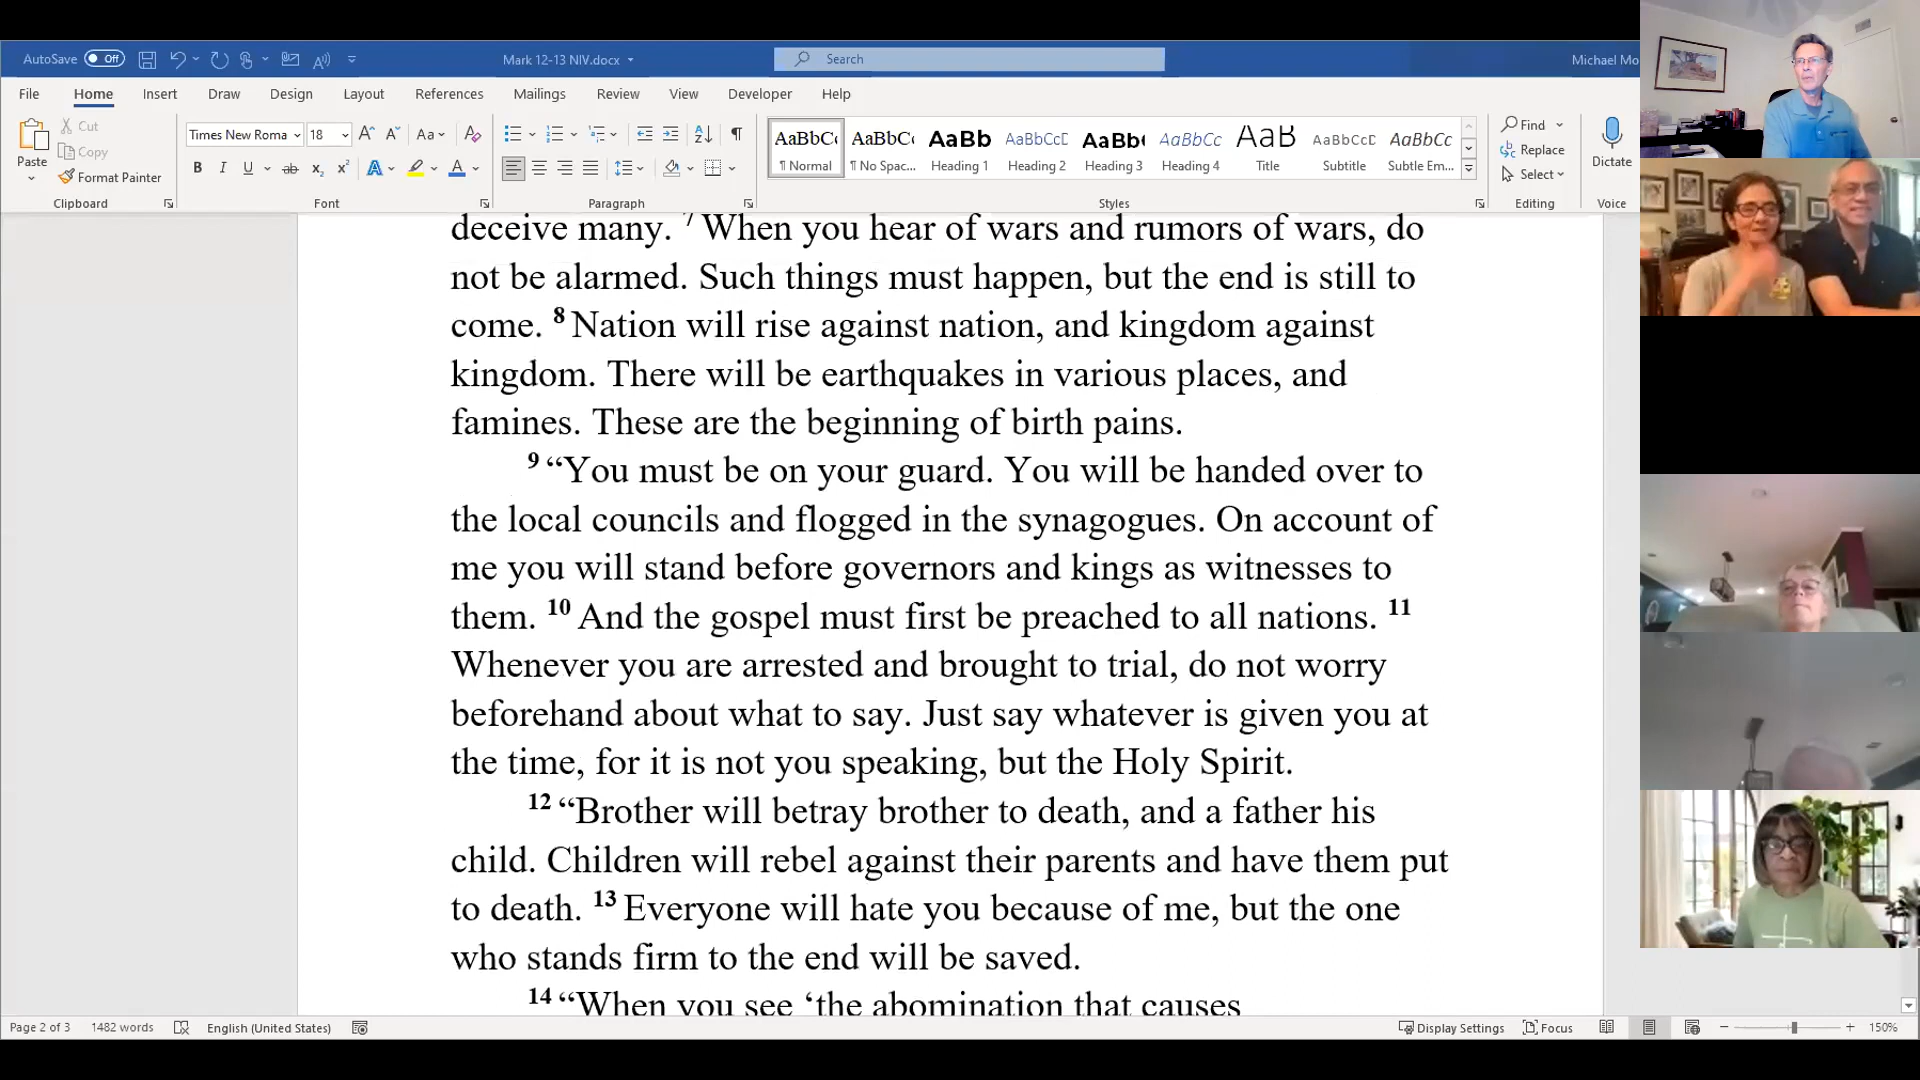 AutoSave Off Mark 12-13 NIV.docx Search Michael Mo
File Home Insert Draw Design Layout References Mailings Review View Developer Help
Paste Cut Copy Format Painter
Times New Roma 18
AaBbCc AaBbCc AaBb AaBbCcD AaBb( AaBbCc AaB AaBbCcD AaBbCc
¶ Normal ¶ No Spac... Heading 1 Heading 2 Heading 3 Heading 4 Title Subtitle Subtle Em...
Find Replace Select Dictate
Clipboard Font Paragraph Styles Editing Voice
deceive many. 7 When you hear of wars and rumors of wars, do
not be alarmed. Such things must happen, but the end is still to
come. 8 Nation will rise against nation, and kingdom against
kingdom. There will be earthquakes in various places, and
famines. These are the beginning of birth pains.
9 “You must be on your guard. You will be handed over to
the local councils and flogged in the synagogues. On account of
me you will stand before governors and kings as witnesses to
them. 10 And the gospel must first be preached to all nations. 11
Whenever you are arrested and brought to trial, do not worry
beforehand about what to say. Just say whatever is given you at
the time, for it is not you speaking, but the Holy Spirit.
12 “Brother will betray brother to death, and a father his
child. Children will rebel against their parents and have them put
to death. 13 Everyone will hate you because of me, but the one
who stands firm to the end will be saved.
14 “When you see ‘the abomination that causes
Page 2 of 3 1482 words English (United States) Display Settings Focus 150%